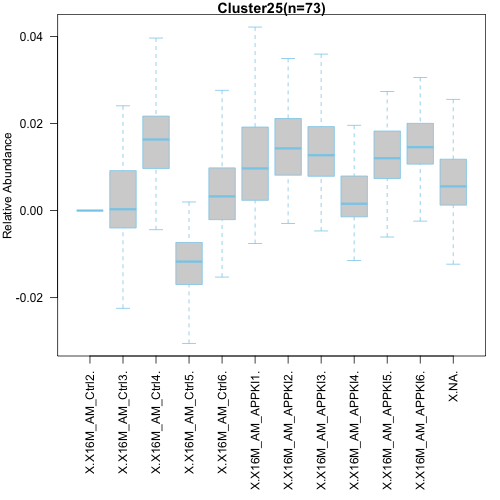 Cluster25(n=73)
Relative Abundance
0.04
0.02
0.00
-0.02
X.X16M_AM_Ctrl2.
X.X16M_AM_Ctrl3.
X.X16M_AM_Ctrl4.
X.X16M_AM_Ctrl5.
X.X16M_AM_Ctrl6.
X.X16M_AM_APPKI1.
X.X16M_AM_APPKI2.
X.X16M_AM_APPKI3.
X.X16M_AM_APPKI4.
X.X16M_AM_APPKI5.
X.X16M_AM_APPKI6.
X.NA.